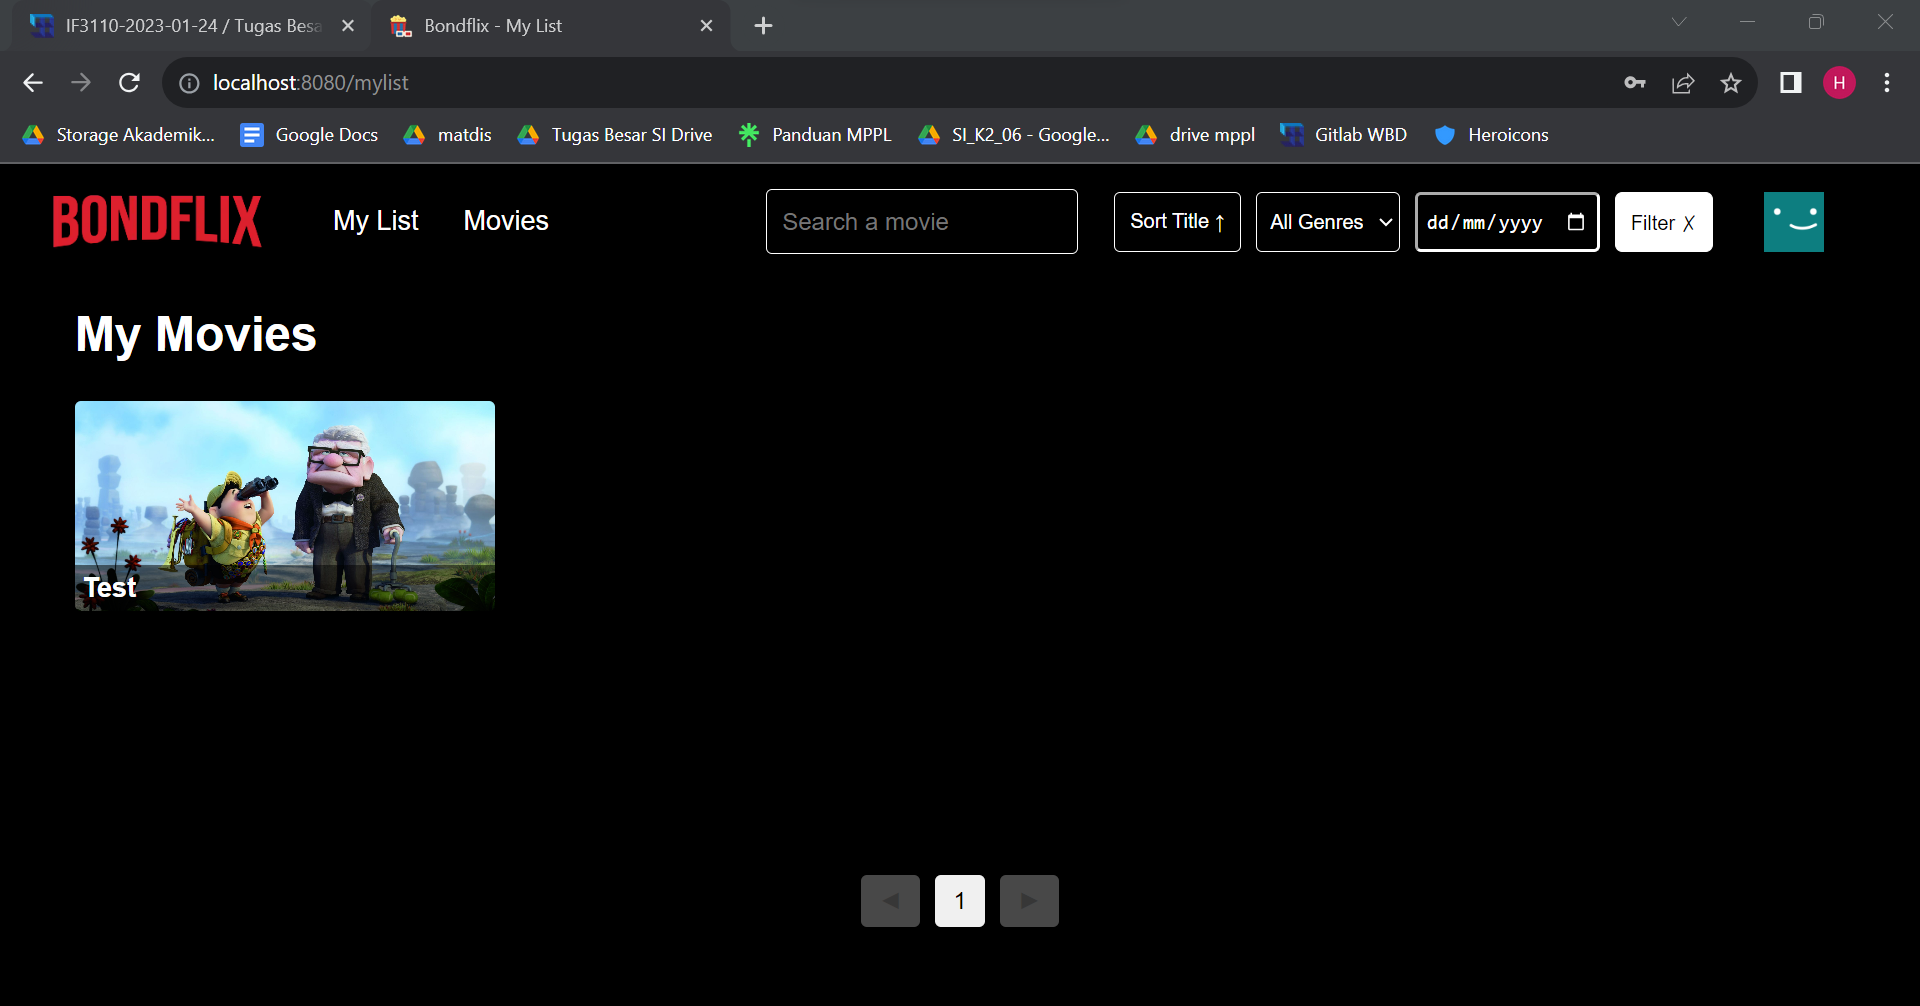 IF3110-2023-01-24 / Tugas Besa
Bondflix - My List
localhost:8080/mylist
H
Storage Akademik...
Google Docs
matdis
Tugas Besar SI Drive
Panduan MPPL
SI_K2_06 - Google...
drive mppl
Gitlab WBD
Heroicons
BONDFLIX
My List
Movies
Search a movie
Sort Title ↑
All Genres
dd/mm/yyyy
Filter X
My Movies
Test
1